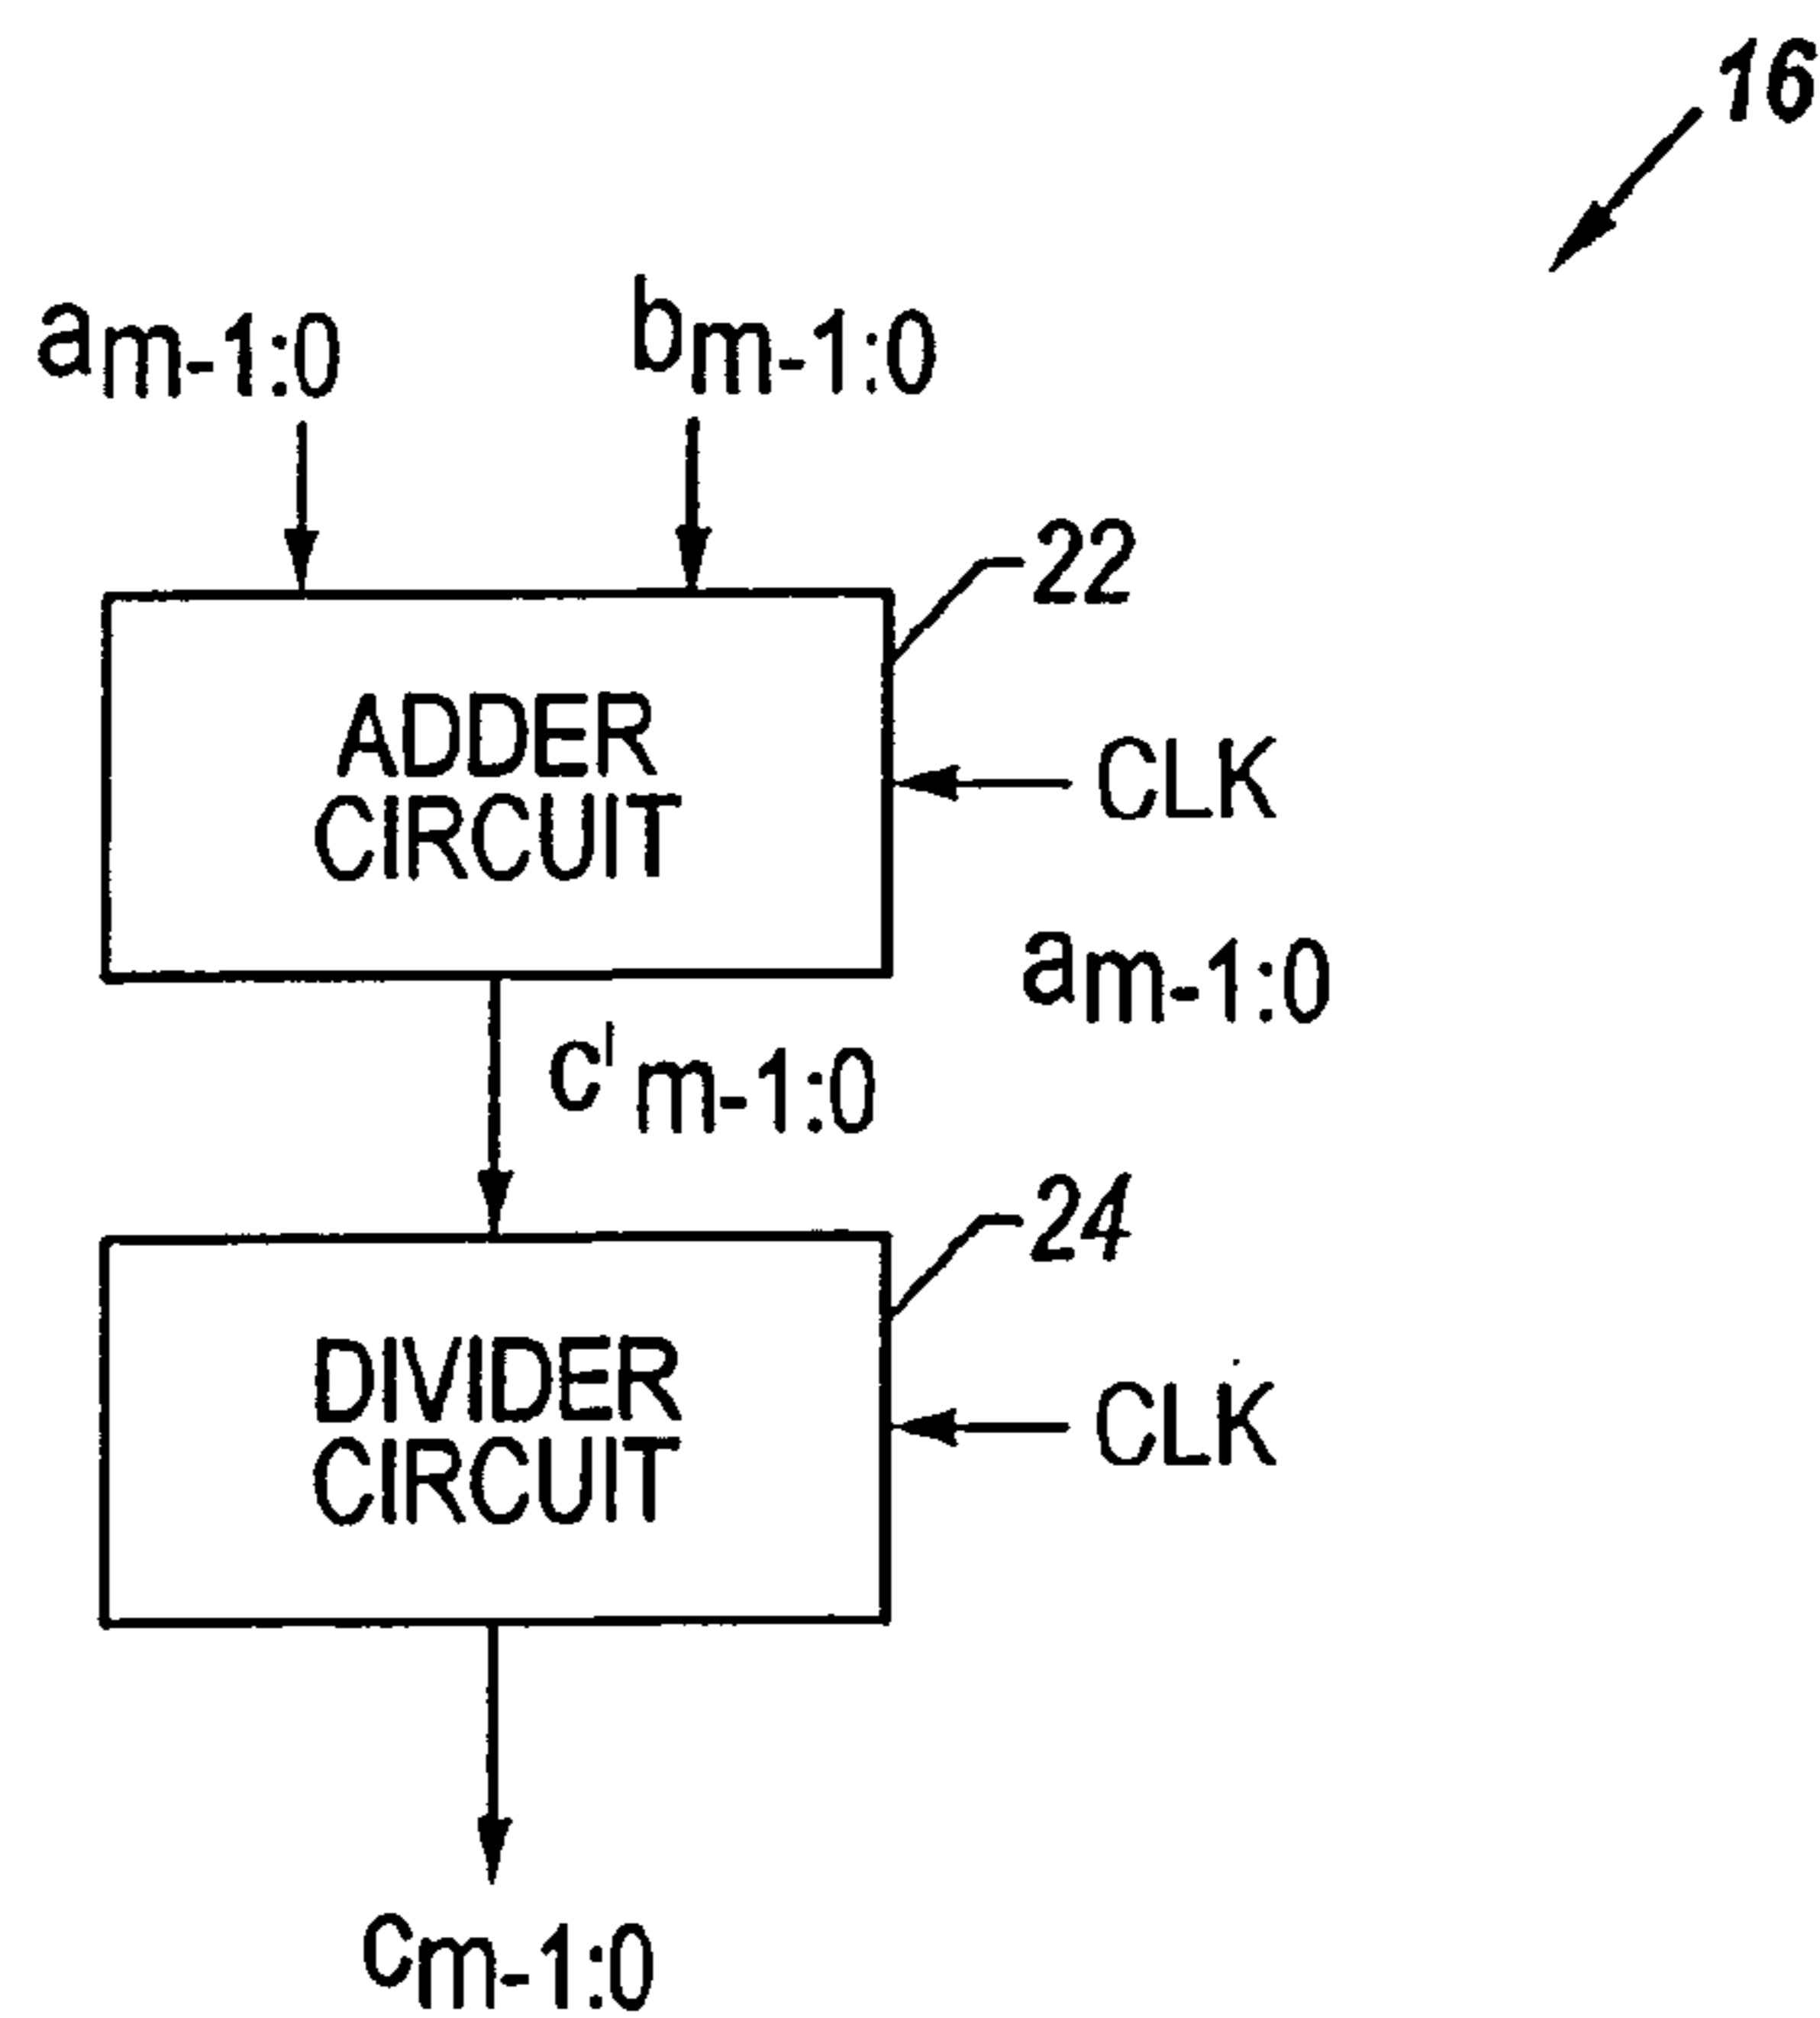 16
am-1:0
bm-1:0
22
ADDER
CIRCUIT
CLK
am-1:0
c'm-1:0
24
DIVIDER
CIRCUIT
CLK
cm-1:0